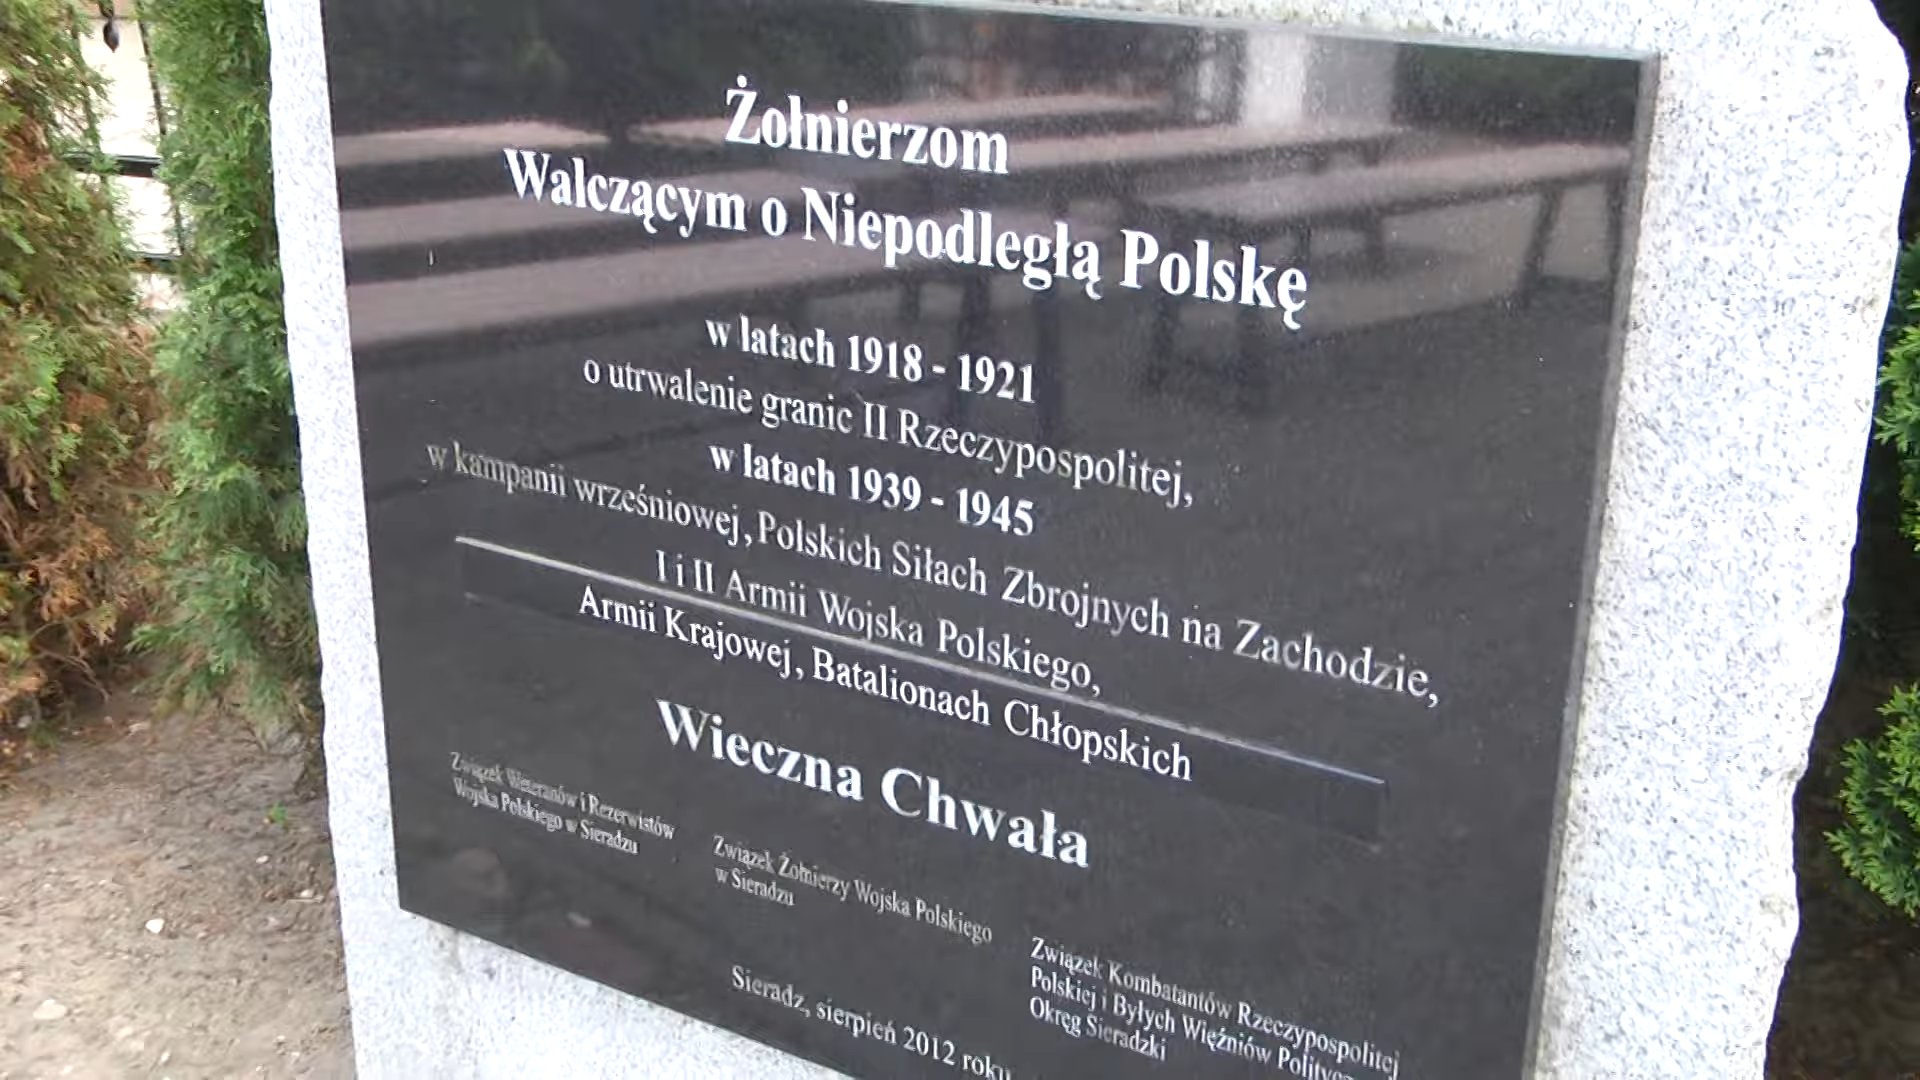 Żołnierzom
Walczącym o Niepodległą Polskę
w latach 1918 - 1921
o utrwalenie granic II Rzeczypospolitej,
w latach 1939 - 1945
w kampanii wrześniowej, Polskich Siłach Zbrojnych na Zachodzie,
I i II Armii Wojska Polskiego,
Armii Krajowej, Batalionach Chłopskich
Wieczna Chwała
Związek Weteranów i Rezerwistów
Wojska Polskiego w Sieradzu
Związek Żołnierzy Wojska Polskiego
w Sieradzu
Związek Kombatantów Rzeczypospolitej
Polskiej i Byłych Więźniów
Okręg Sieradzki
Sieradz, sierpień 2012 roku